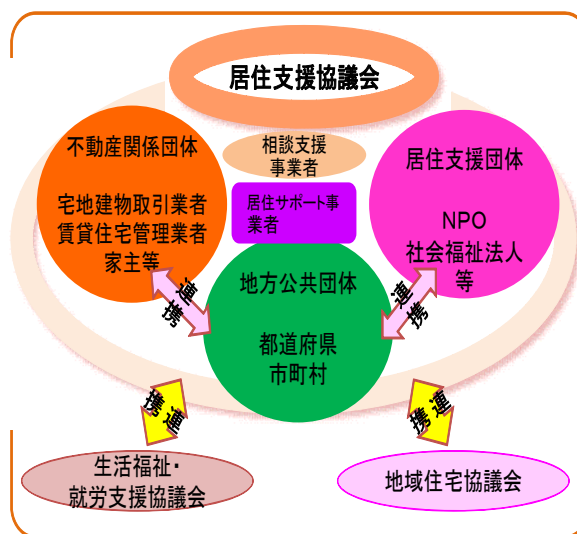 居住支援協議会
不動産関係団体
宅地建物取引業者
賃貸住宅管理業者
家主等
相談支援
事業者
居住サポート事
業者
居住支援団体
NPO
社会福祉法人
等
連携
連携
地方公共団体
都道府県
市町村
携連
携連
生活福祉・
就労支援協議会
地域住宅協議会